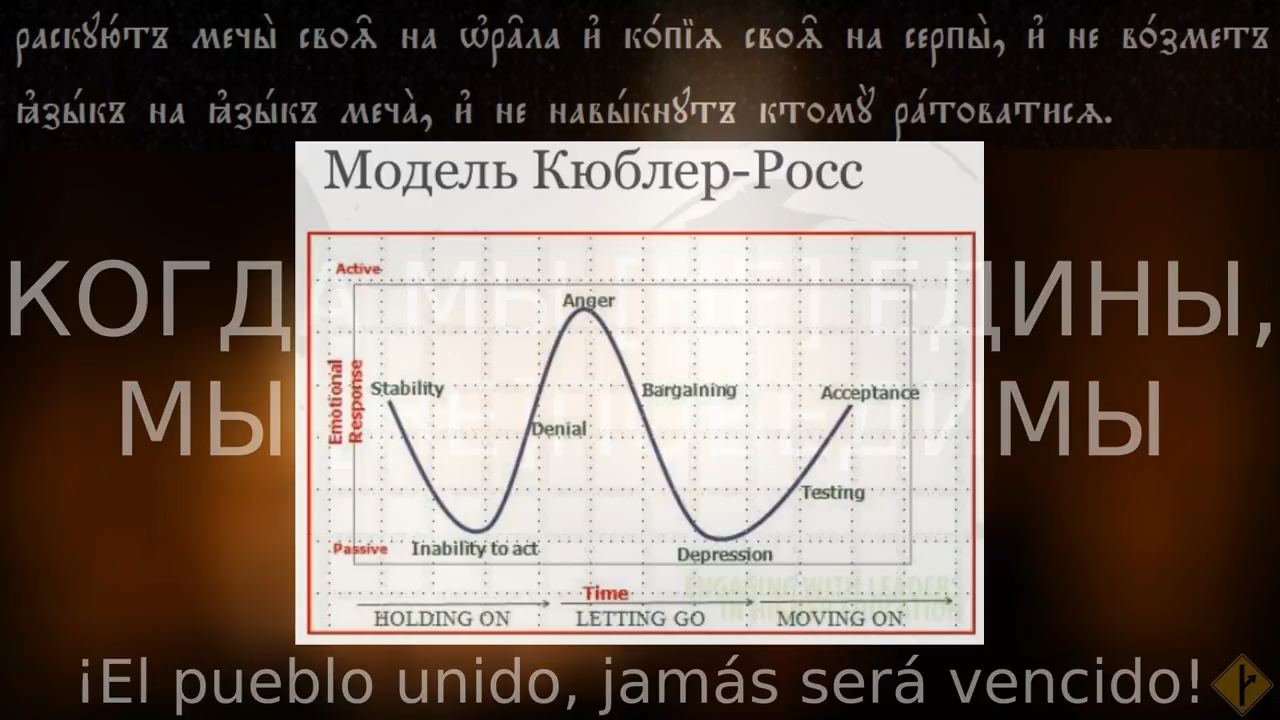 раскꙋю́тъ мечы̀ своѧ̑ на ѡ҆ра̑ла и҆ ко́пїѧ своѧ̑ на серпы̀, и҆ не во́зметъ
ꙗ҆зы́къ на ꙗ҆зы́къ меча̀, и҆ не навы́кнꙋтъ ктомꙋ̀ ра́товатисѧ.
Модель Кюблер-Росс
Active
КОГДА МЫ ЕДИНЫ,
Anger
Stability
Bargaining
Acceptance
Emotional
Response
МЫ
Denial
Testing
Passive
Inability to act
Depression
Time
HOLDING ON
LETTING GO
MOVING ON
¡El pueblo unido, jamás será vencido!